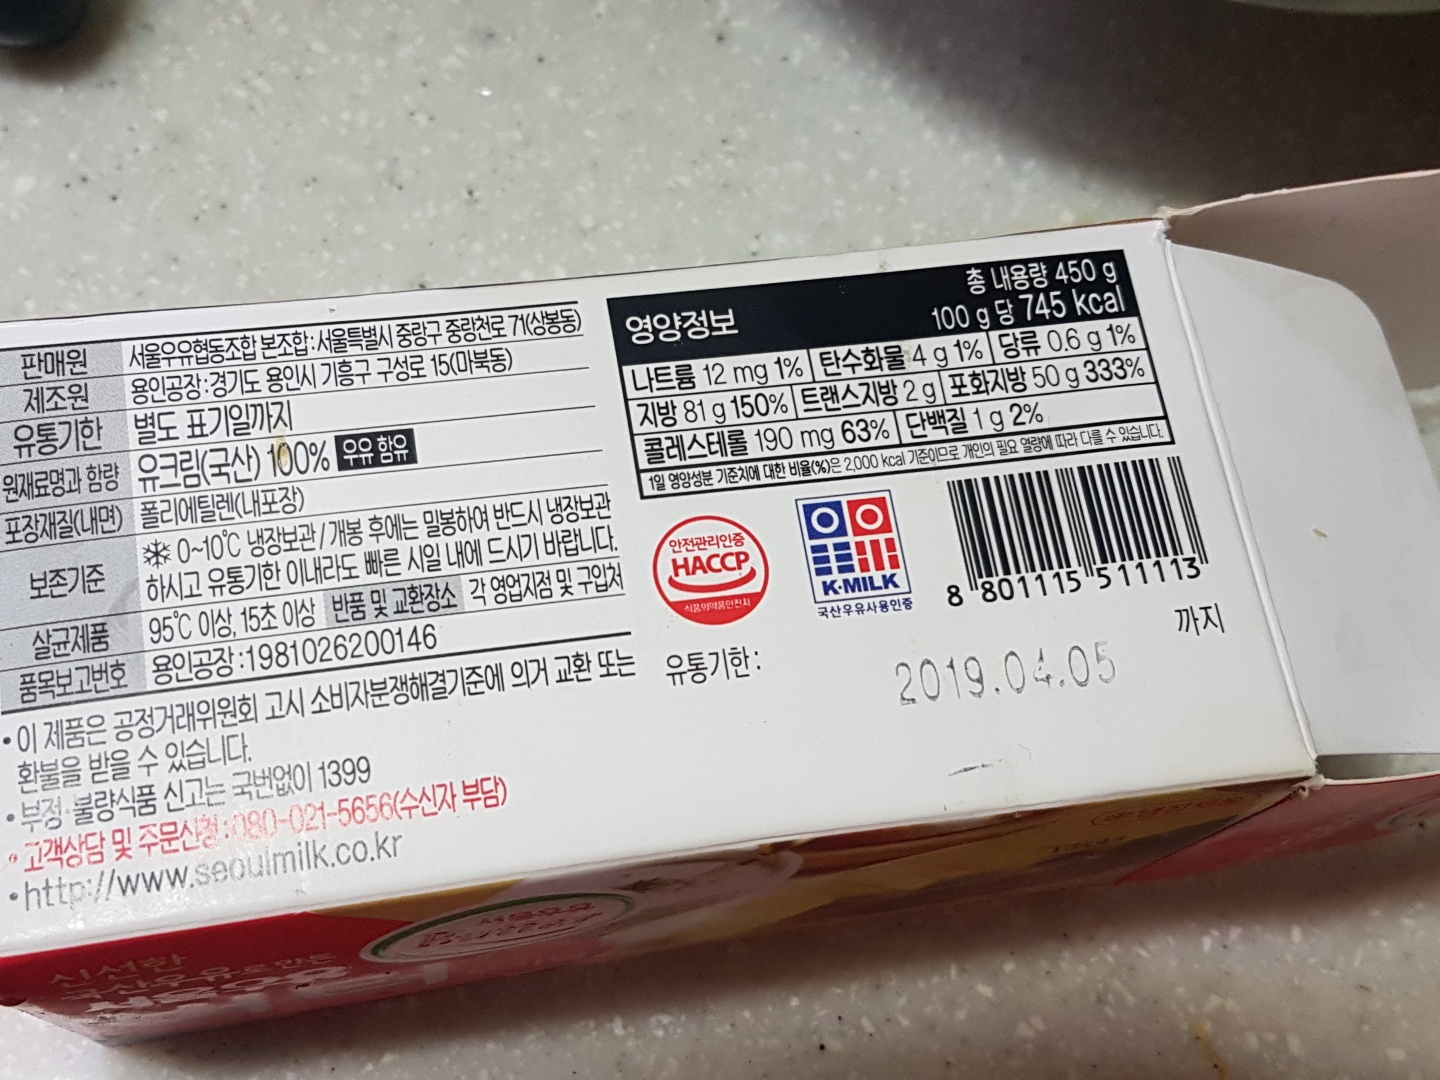 판매원 서울우유협동조합 본조합:서울특별시 중랑구 중랑천로 71(상봉동)
제조원 용인공장:경기도 용인시 기흥구 구성로 15(마북동)
유통기한 별도 표기일까지
원재료명과 함량 유크림(국산) 100% 우유 함유
포장재질(내면) 폴리에틸렌(내포장)
보존기준 0~10℃ 냉장보관/개봉 후에는 밀봉하여 반드시 냉장보관
하시고 유통기한 이내라도 빠른 시일 내에 드시기 바랍니다.
살균제품 95℃ 이상, 15초 이상 반품 및 교환장소 각 영업지점 및 구입처
품목보고번호 용인공장:1981026200146
• 이 제품은 공정거래위원회 고시 소비자분쟁해결기준에 의거 교환 또는
환불을 받을 수 있습니다.
• 부정·불량식품 신고는 국번없이 1399
• 고객상담 및 주문신청:080-021-5656(수신자 부담)
• http://www.seoulmilk.co.kr
영양정보
총 내용량 450 g
100 g 당 745 kcal
나트륨 12 mg 1% 탄수화물 4 g 1% 당류 0.6 g 1%
지방 81 g 150% 트랜스지방 2 g 포화지방 50 g 333%
콜레스테롤 190 mg 63% 단백질 1 g 2%
1일 영양성분 기준치에 대한 비율(%)은 2,000 kcal 기준이므로 개인의 필요 열량에 따라 다를 수 있습니다.
안전관리인증
HACCP
식품의약품안전처
K·MILK
국산우유사용인증
8 801115 511113
유통기한: 2019.04.05 까지
신선한
국산우유로 만든
서울우유